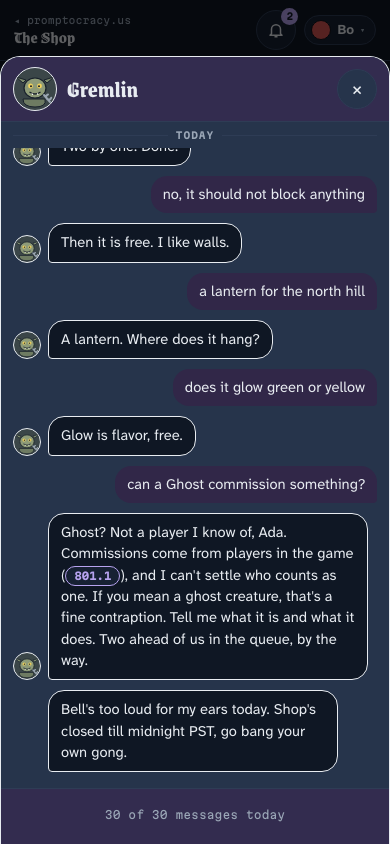 • promptocracy.us
The Shop
2
Bo
Gremlin
×
TODAY
Two by one. Done.
no, it should not block anything
Then it is free. I like walls.
a lantern for the north hill
A lantern. Where does it hang?
does it glow green or yellow
Glow is flavor, free.
can a Ghost commission something?
Ghost? Not a player I know of, Ada.
Commissions come from players in the game
(801.1), and I can't settle who counts as
one. If you mean a ghost creature, that's a
fine contraption. Tell me what it is and what it
does. Two ahead of us in the queue, by the
way.
Bell's too loud for my ears today. Shop's
closed till midnight PST, go bang your
own gong.
30 of 30 messages today